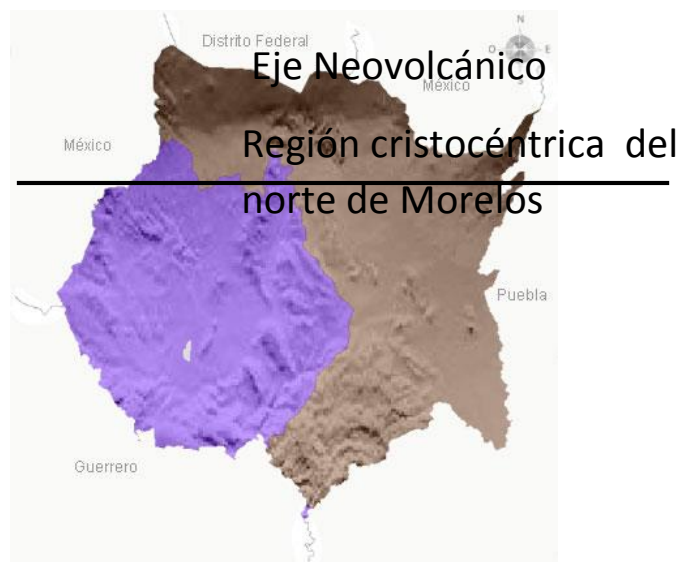 N
Distrito Federal
O
E
Eje Neovolcánico
México
México
Región cristocéntrica del
norte de Morelos
Puebla
Guerrero